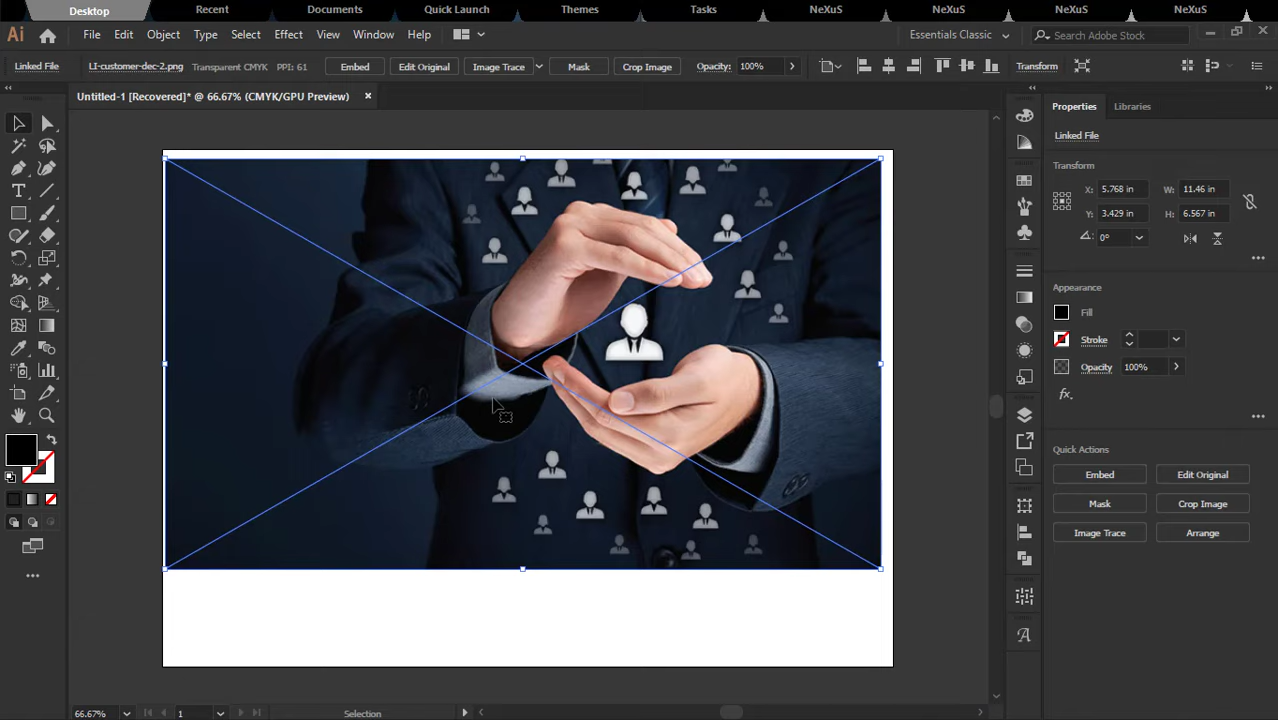 Desktop Recent Documents Quick Launch Themes Tasks NeXuS NeXuS NeXuS NeXuS
Ai File Edit Object Type Select Effect View Window Help Essentials Classic Search Adobe Stock
Linked File LI-customer-dec-2.png Transparent CMYK PPI: 61 Embed Edit Original Image Trace Mask Crop Image Opacity: 100% Transform
Untitled-1 [Recovered]* @ 66.67% (CMYK/GPU Preview) ×
Properties Libraries
Linked File
Transform
X: 5.768 in W: 11.46 in
Y: 3.429 in H: 6.567 in
0°
Appearance
Fill
Stroke
Opacity 100%
fx.
Quick Actions
Embed Edit Original
Mask Crop Image
Image Trace Arrange
66.67% 1 Selection